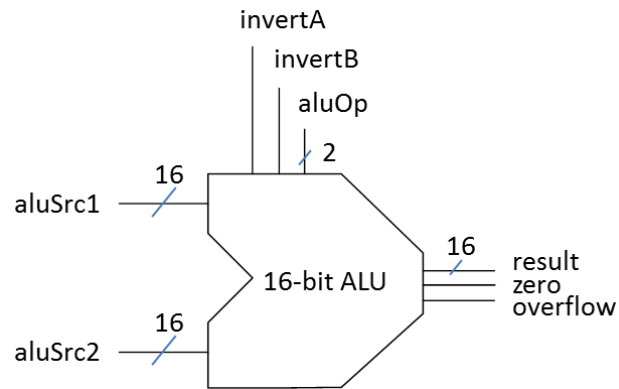 invertA
invertB
aluOp
2
16
aluSrc1
16-bit ALU
16
result
zero
overflow
16
aluSrc2